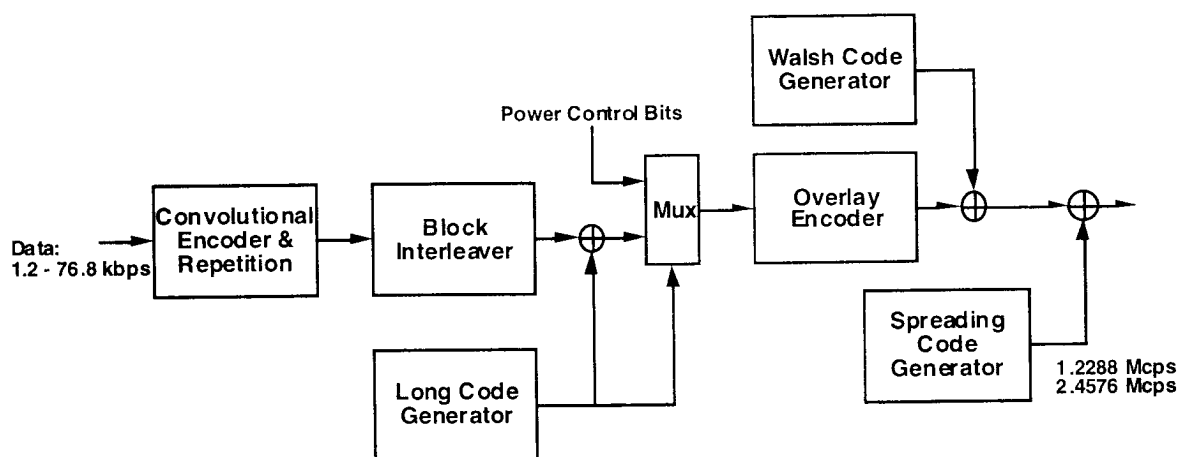 Walsh Code
Generator
Power Control Bits
Convolutional
Encoder &
Repetition
Block
Interleaver
Mux
Overlay
Encoder
Data:
1.2 - 76.8 kbps
Long Code
Generator
Spreading
Code
Generator
1.2288 Mcps
2.4576 Mcps